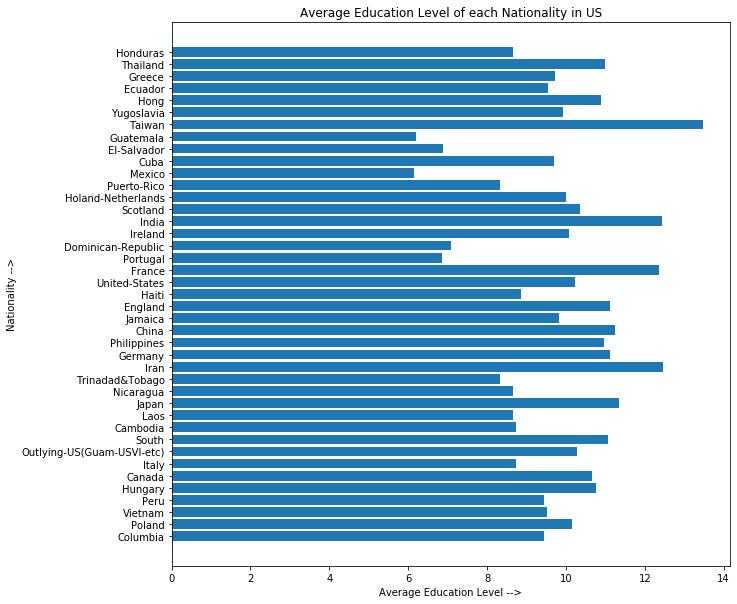 Average Education Level of each Nationality in US
Nationality -->
Honduras
Thailand
Greece
Ecuador
Hong
Yugoslavia
Taiwan
Guatemala
El-Salvador
Cuba
Mexico
Puerto-Rico
Holand-Netherlands
Scotland
India
Ireland
Dominican-Republic
Portugal
France
United-States
Haiti
England
Jamaica
China
Philippines
Germany
Iran
Trinadad&Tobago
Nicaragua
Japan
Laos
Cambodia
South
Outlying-US(Guam-USVI-etc)
Italy
Canada
Hungary
Peru
Vietnam
Poland
Columbia
0 2 4 6 8 10 12 14
Average Education Level -->